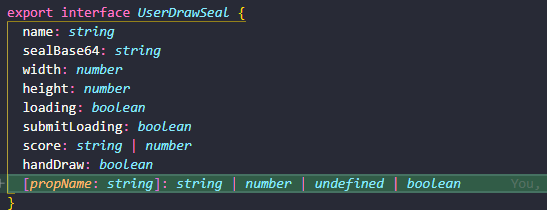 export interface UserDrawSeal {
name: string
sealBase64: string
width: number
height: number
loading: boolean
submitLoading: boolean
score: string | number
handDraw: boolean
[propName: string]: string | number | undefined | boolean You,
}